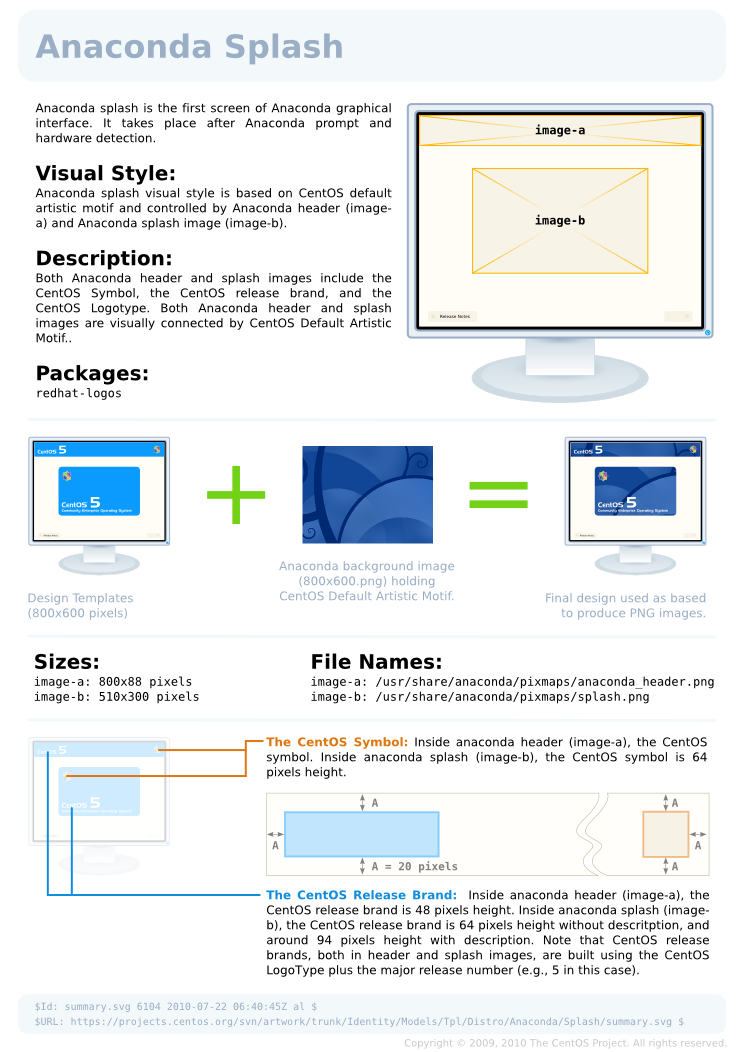 Anaconda Splash
Anaconda splash is the first screen of Anaconda graphical
interface. It takes place after Anaconda prompt and
hardware detection.
Visual Style:
Anaconda splash visual style is based on CentOS default
artistic motif and controlled by Anaconda header (image-
a) and Anaconda splash image (image-b).
Description:
Both Anaconda header and splash images include the
CentOS Symbol, the CentOS release brand, and the
CentOS Logotype. Both Anaconda header and splash
images are visually connected by CentOS Default Artistic
Motif..
Packages:
redhat-logos
image-a
image-b
Release Notes
CentOS 5
CentOS 5
Community Enterprise Operating System
CentOS 5
CentOS 5
Community Enterprise Operating System
Design Templates
(800x600 pixels)
Anaconda background image
(800x600.png) holding
CentOS Default Artistic Motif.
Final design used as based
to produce PNG images.
Sizes:
image-a: 800x88 pixels
image-b: 510x300 pixels
File Names:
image-a: /usr/share/anaconda/pixmaps/anaconda_header.png
image-b: /usr/share/anaconda/pixmaps/splash.png
5
CentOS 5
The CentOS Symbol: Inside anaconda header (image-a), the CentOS
symbol. Inside anaconda splash (image-b), the CentOS symbol is 64
pixels height.
A
A
A
A
A = 20 pixels
A
The CentOS Release Brand: Inside anaconda header (image-a), the
CentOS release brand is 48 pixels height. Inside anaconda splash (image-
b), the CentOS release brand is 64 pixels height without descritption, and
around 94 pixels height with description. Note that CentOS release
brands, both in header and splash images, are built using the CentOS
LogoType plus the major release number (e.g., 5 in this case).
$Id: summary.svg 6104 2010-07-22 06:40:45Z al $
$URL: https://projects.centos.org/svn/artwork/trunk/Identity/Models/Tpl/Distro/Anaconda/Splash/summary.svg $
Copyright © 2009, 2010 The CentOS Project. All rights reserved.